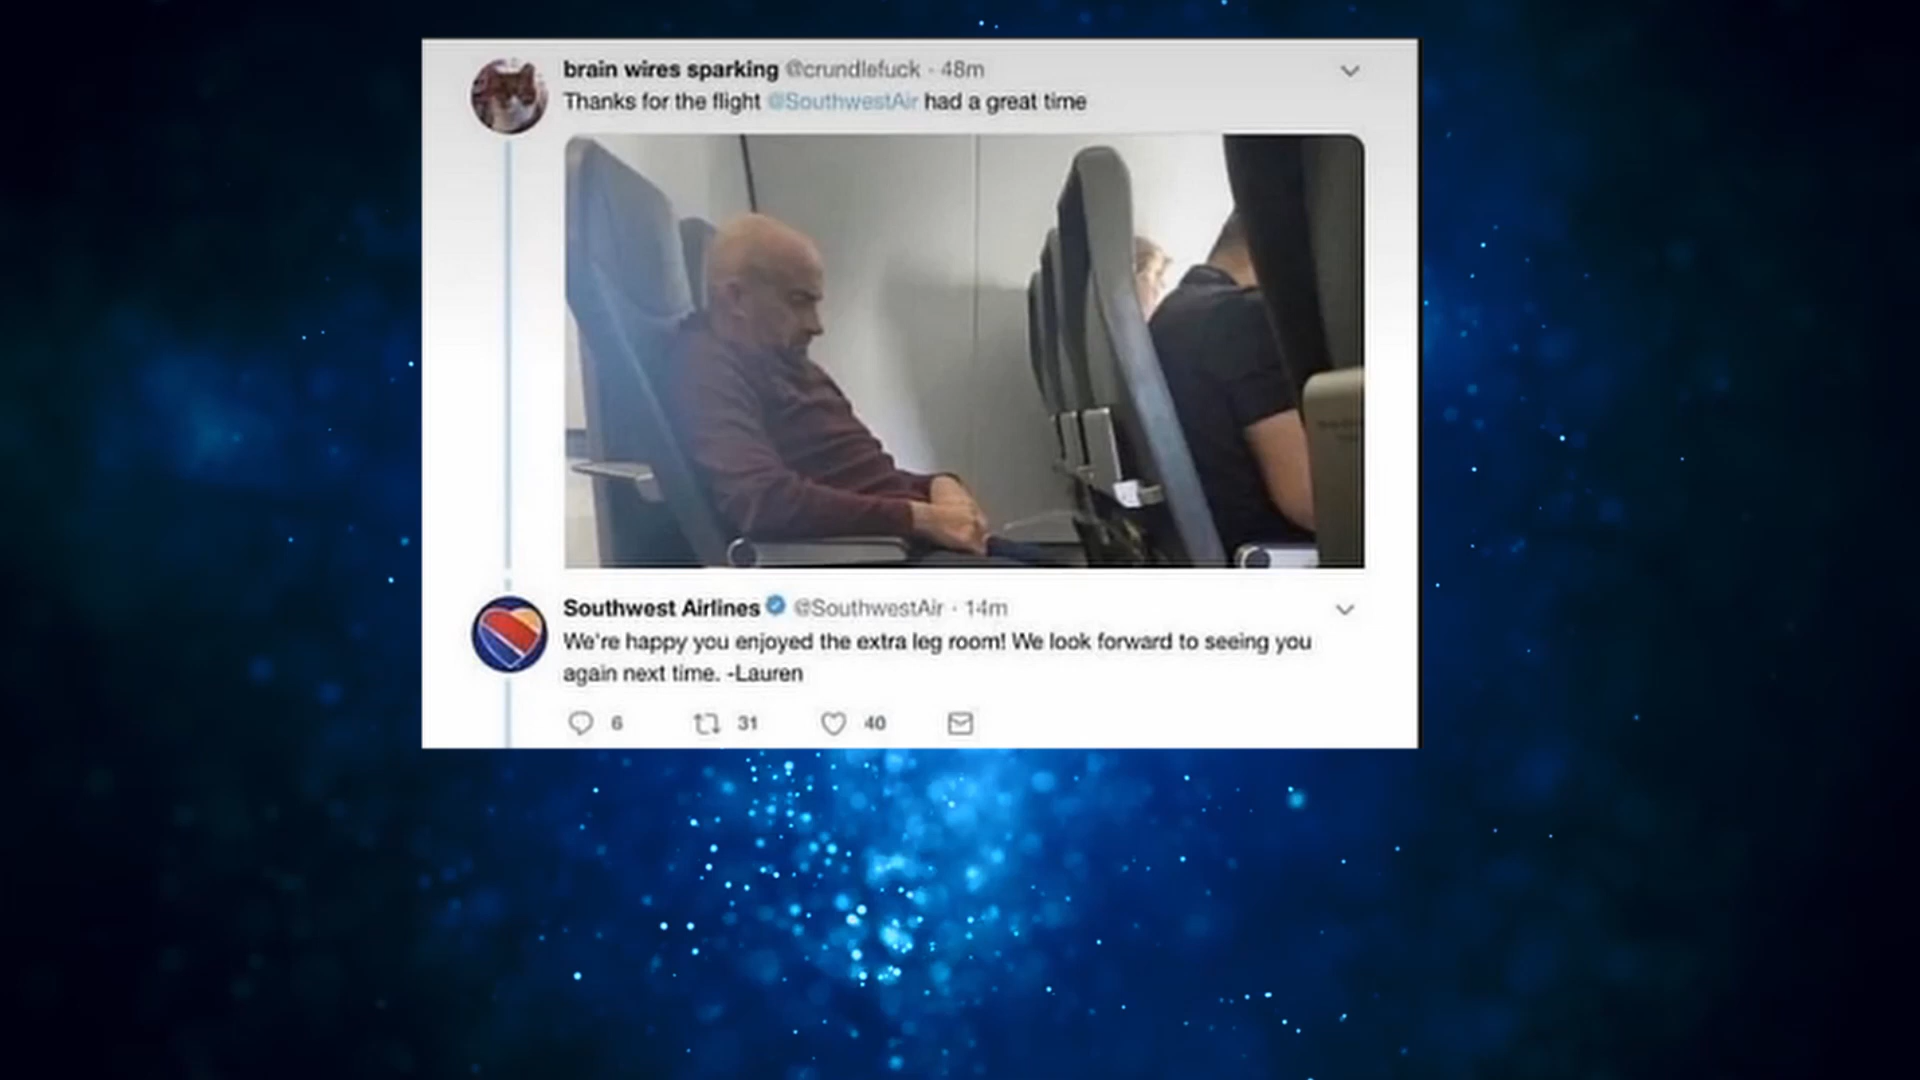 brain wires sparking @crundlefuck · 48m
Thanks for the flight @SouthwestAir had a great time
Southwest Airlines @SouthwestAir · 14m
We're happy you enjoyed the extra leg room! We look forward to seeing you
again next time. -Lauren
6 31 40